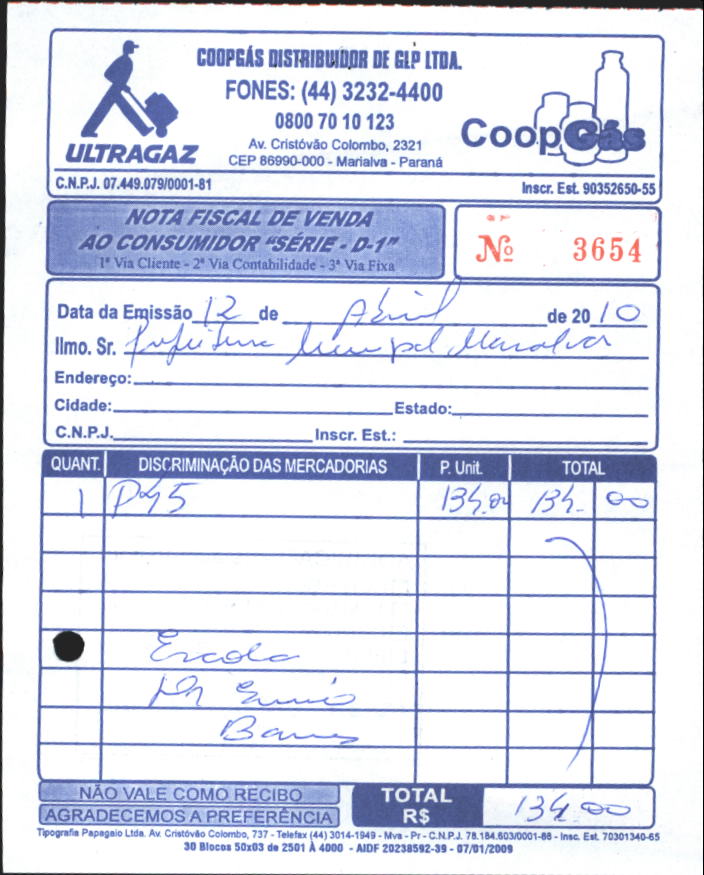 COOPGÁS DISTRIBUIDOR DE GLP LTDA.
FONES: (44) 3232-4400
0800 70 10 123
Av. Cristóvão Colombo, 2321
CEP 86990-000 - Marialva - Paraná
ULTRAGAZ
CoopGás
C.N.P.J. 07.449.079/0001-81
Inscr. Est. 90352650-55
NOTA FISCAL DE VENDA
AO CONSUMIDOR "SÉRIE - D-1"
1ª Via Cliente - 2ª Via Contabilidade - 3ª Via Fixa
Nº 3654
Data da Emissão 12 de Abril de 2010
Ilmo. Sr. Prefeitura Municipal Marialva
Endereço:
Cidade: Estado:
C.N.P.J. Inscr. Est.:
QUANT. DISCRIMINAÇÃO DAS MERCADORIAS P. Unit. TOTAL
1 P45 134.00 134. 00
Escola
Dr
NÃO VALE COMO RECIBO
AGRADECEMOS A PREFERÊNCIA
TOTAL
R$ 134.00
Tipografia Papagaio Ltda. Av. Cristóvão Colombo, 737 - Telefax (44) 3014-1949 - Mva - Pr - C.N.P.J. 78.184.603/0001-88 - Insc. Est. 70301340-65
30 Blocos 50x03 de 2501 À 4000 - AIDF 20238592-39 - 07/01/2009